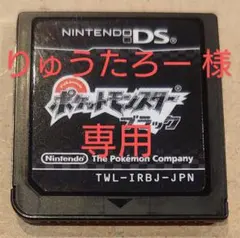 NINTENDO DS
りゅうたろー 様
ポケットモンスター
ブラック
専用
Nintendo The Pokémon Company
TWL-IRBJ-JPN